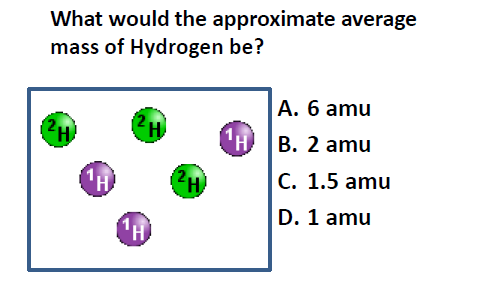 What would the approximate average
mass of Hydrogen be?
²H
²H
¹H
¹H
²H
¹H
A. 6 amu
B. 2 amu
C. 1.5 amu
D. 1 amu